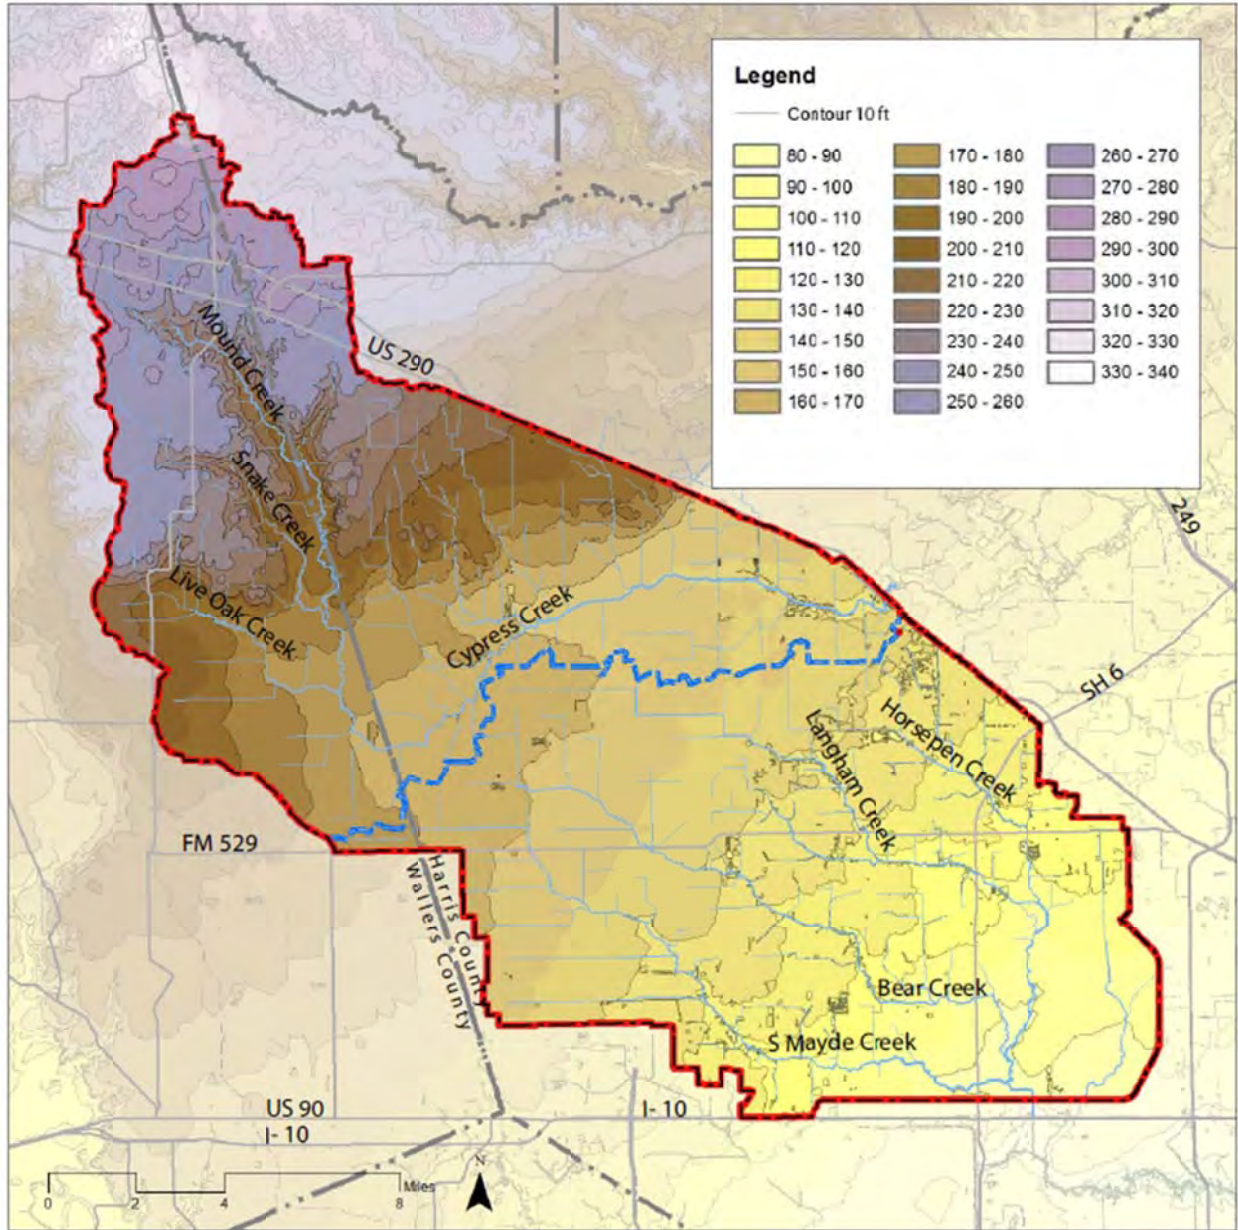 Legend
Contour 10 ft
80 - 90
90 - 100
100 - 110
110 - 120
120 - 130
130 - 140
140 - 150
150 - 160
160 - 170
170 - 180
180 - 190
190 - 200
200 - 210
210 - 220
220 - 230
230 - 240
240 - 250
250 - 260
260 - 270
270 - 280
280 - 290
290 - 300
300 - 310
310 - 320
320 - 330
330 - 340
Mound Creek
US 290
Snake Creek
Live Oak Creek
Cypress Creek
249
SH 6
Horsepen Creek
Langham Creek
FM 529
Harris County
Wallers County
Bear Creek
S Mayde Creek
US 90
I- 10
I- 10
N
Miles
0 2 4 8